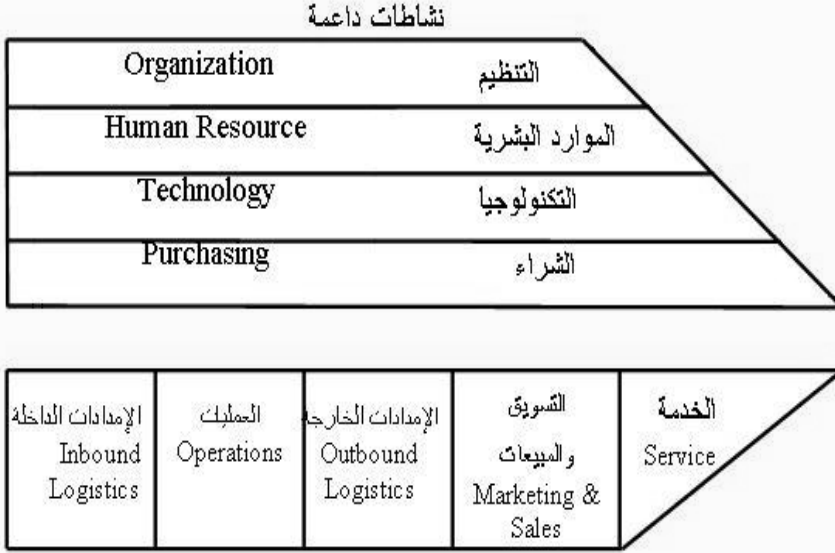 نشاطات داعمة
Organization التنظيم
Human Resource الموارد البشرية
Technology التكنولوجيا
Purchasing الشراء
الإمدادات الداخلة
Inbound
Logistics
العمليات
Operations
الإمدادات الخارجة
Outbound
Logistics
التسويق
والمبيعات
Marketing &
Sales
الخدمة
Service